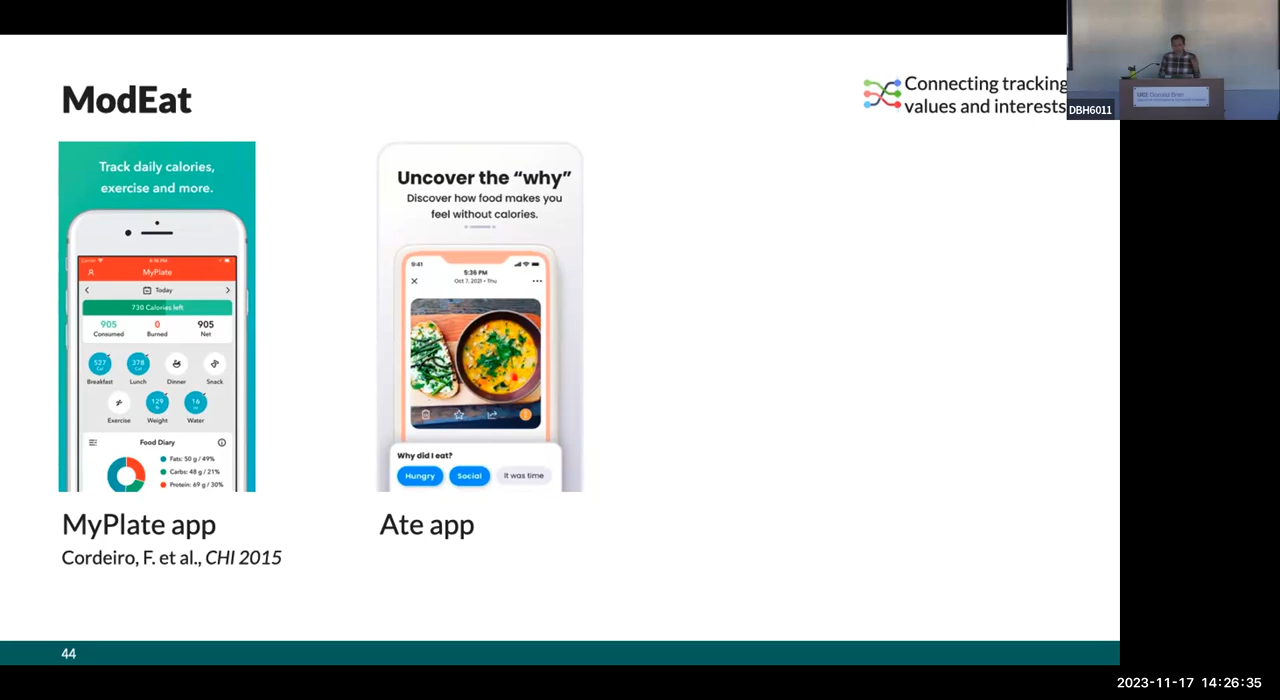 ModEat
Connecting tracking
values and interests
DBH6011
Track daily calories,
exercise and more.
MyPlate
Today
730 Calories left
905
0
905
Consumed
Burned
Net
527
Cal
378
Cal
Breakfast
Lunch
Dinner
Snack
129
16
Exercise
Weight
Water
Food Diary
Fats: 50 g / 49%
Carbs: 48 g / 21%
Protein: 69 g / 30%
MyPlate app
Cordeiro, F. et al., CHI 2015
Uncover the “why”
Discover how food makes you
feel without calories.
9:41
5:36 PM
Oct 7, 2021 • Thu
Why did I eat?
Hungry
Social
It was time
Ate app
44
2023-11-17 14:26:35